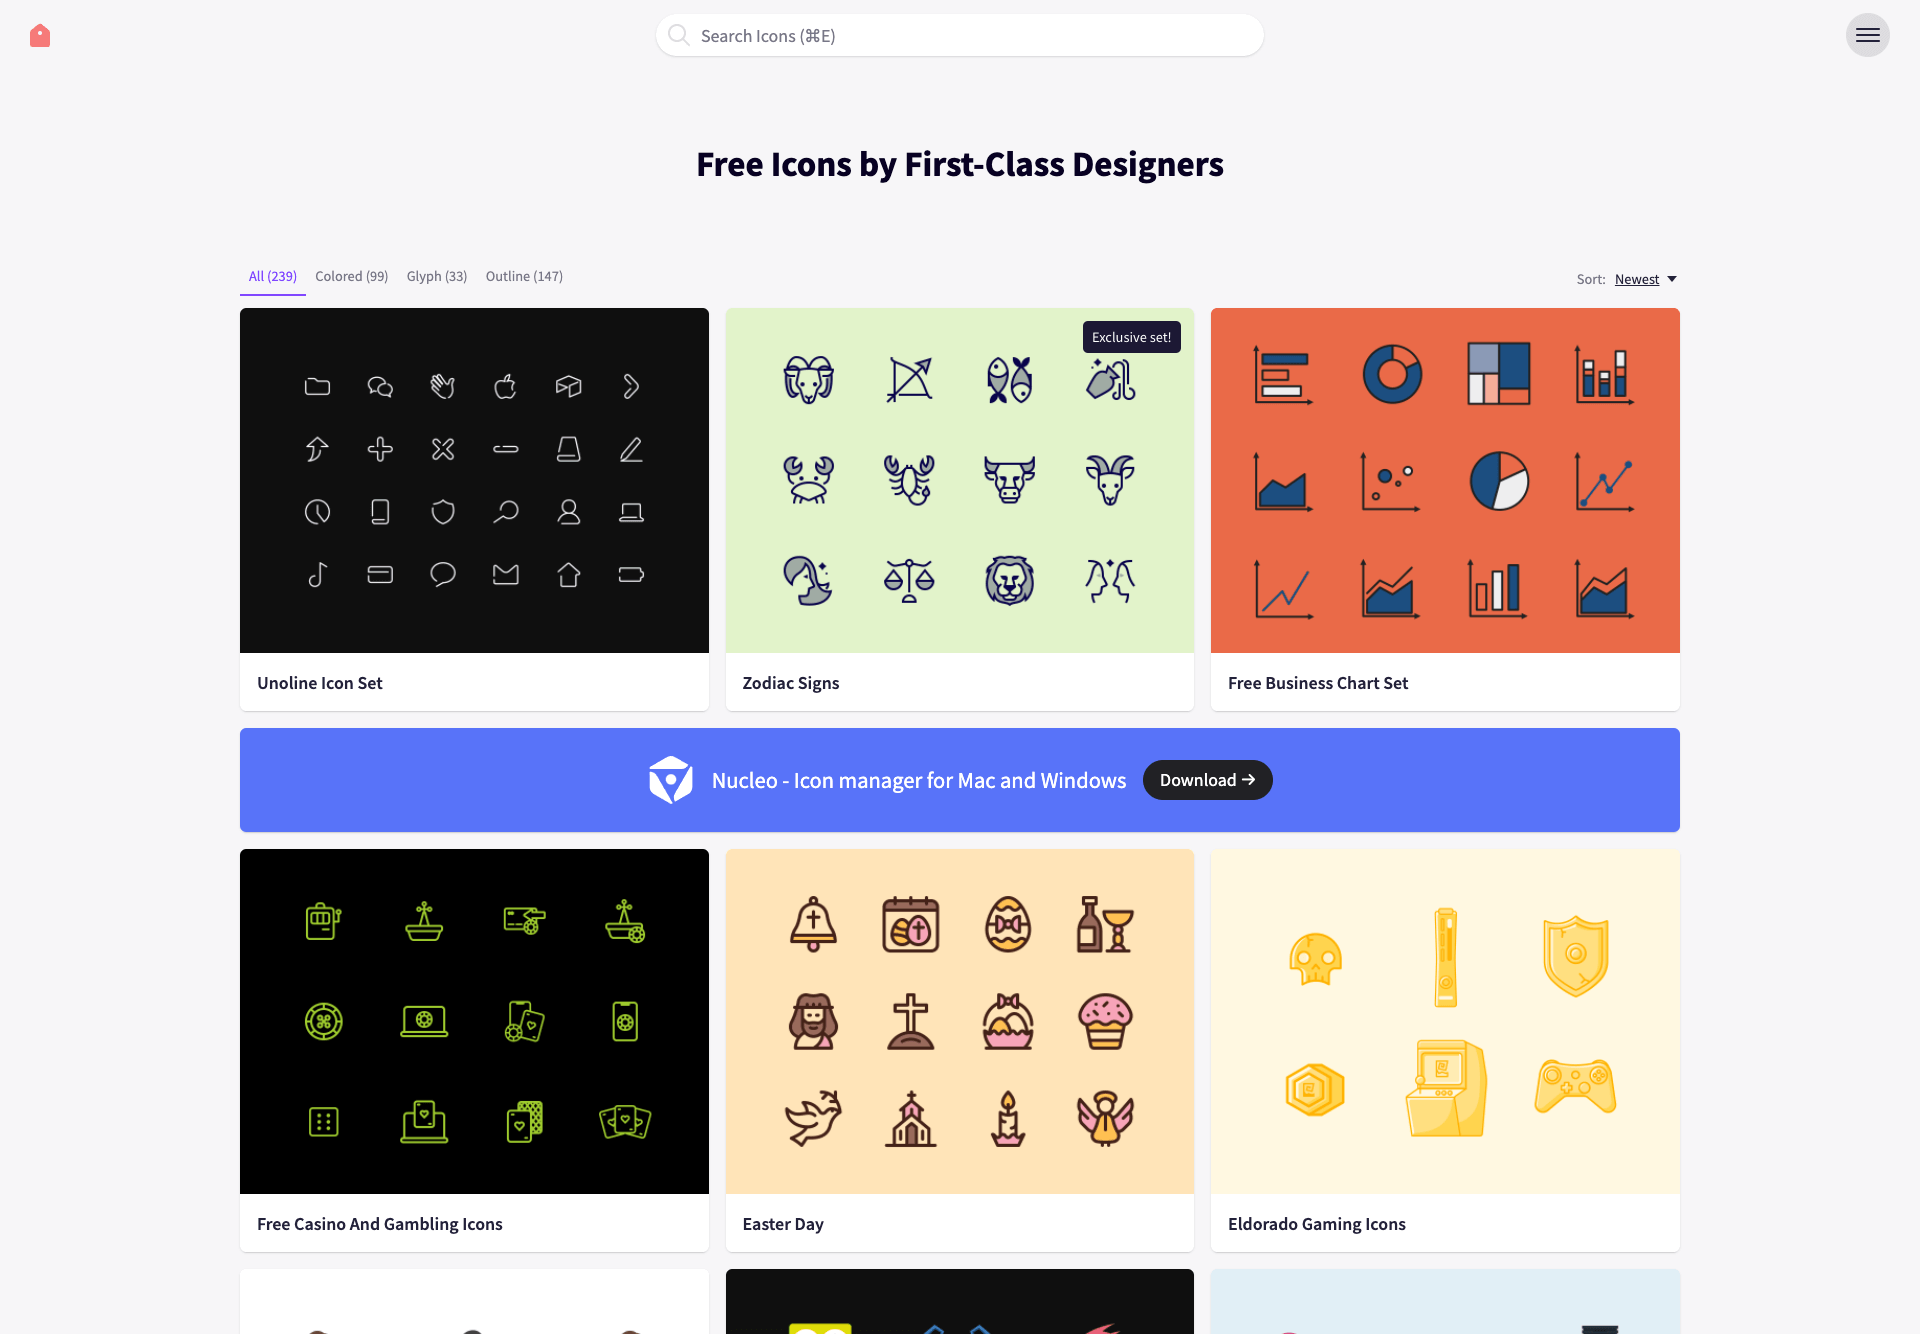 Search Icons (⌘E)
Free Icons by First-Class Designers
All (239) Colored (99) Glyph (33) Outline (147)
Sort: Newest
Exclusive set!
Unoline Icon Set
Zodiac Signs
Free Business Chart Set
Nucleo - Icon manager for Mac and Windows
Download →
Free Casino And Gambling Icons
Easter Day
Eldorado Gaming Icons